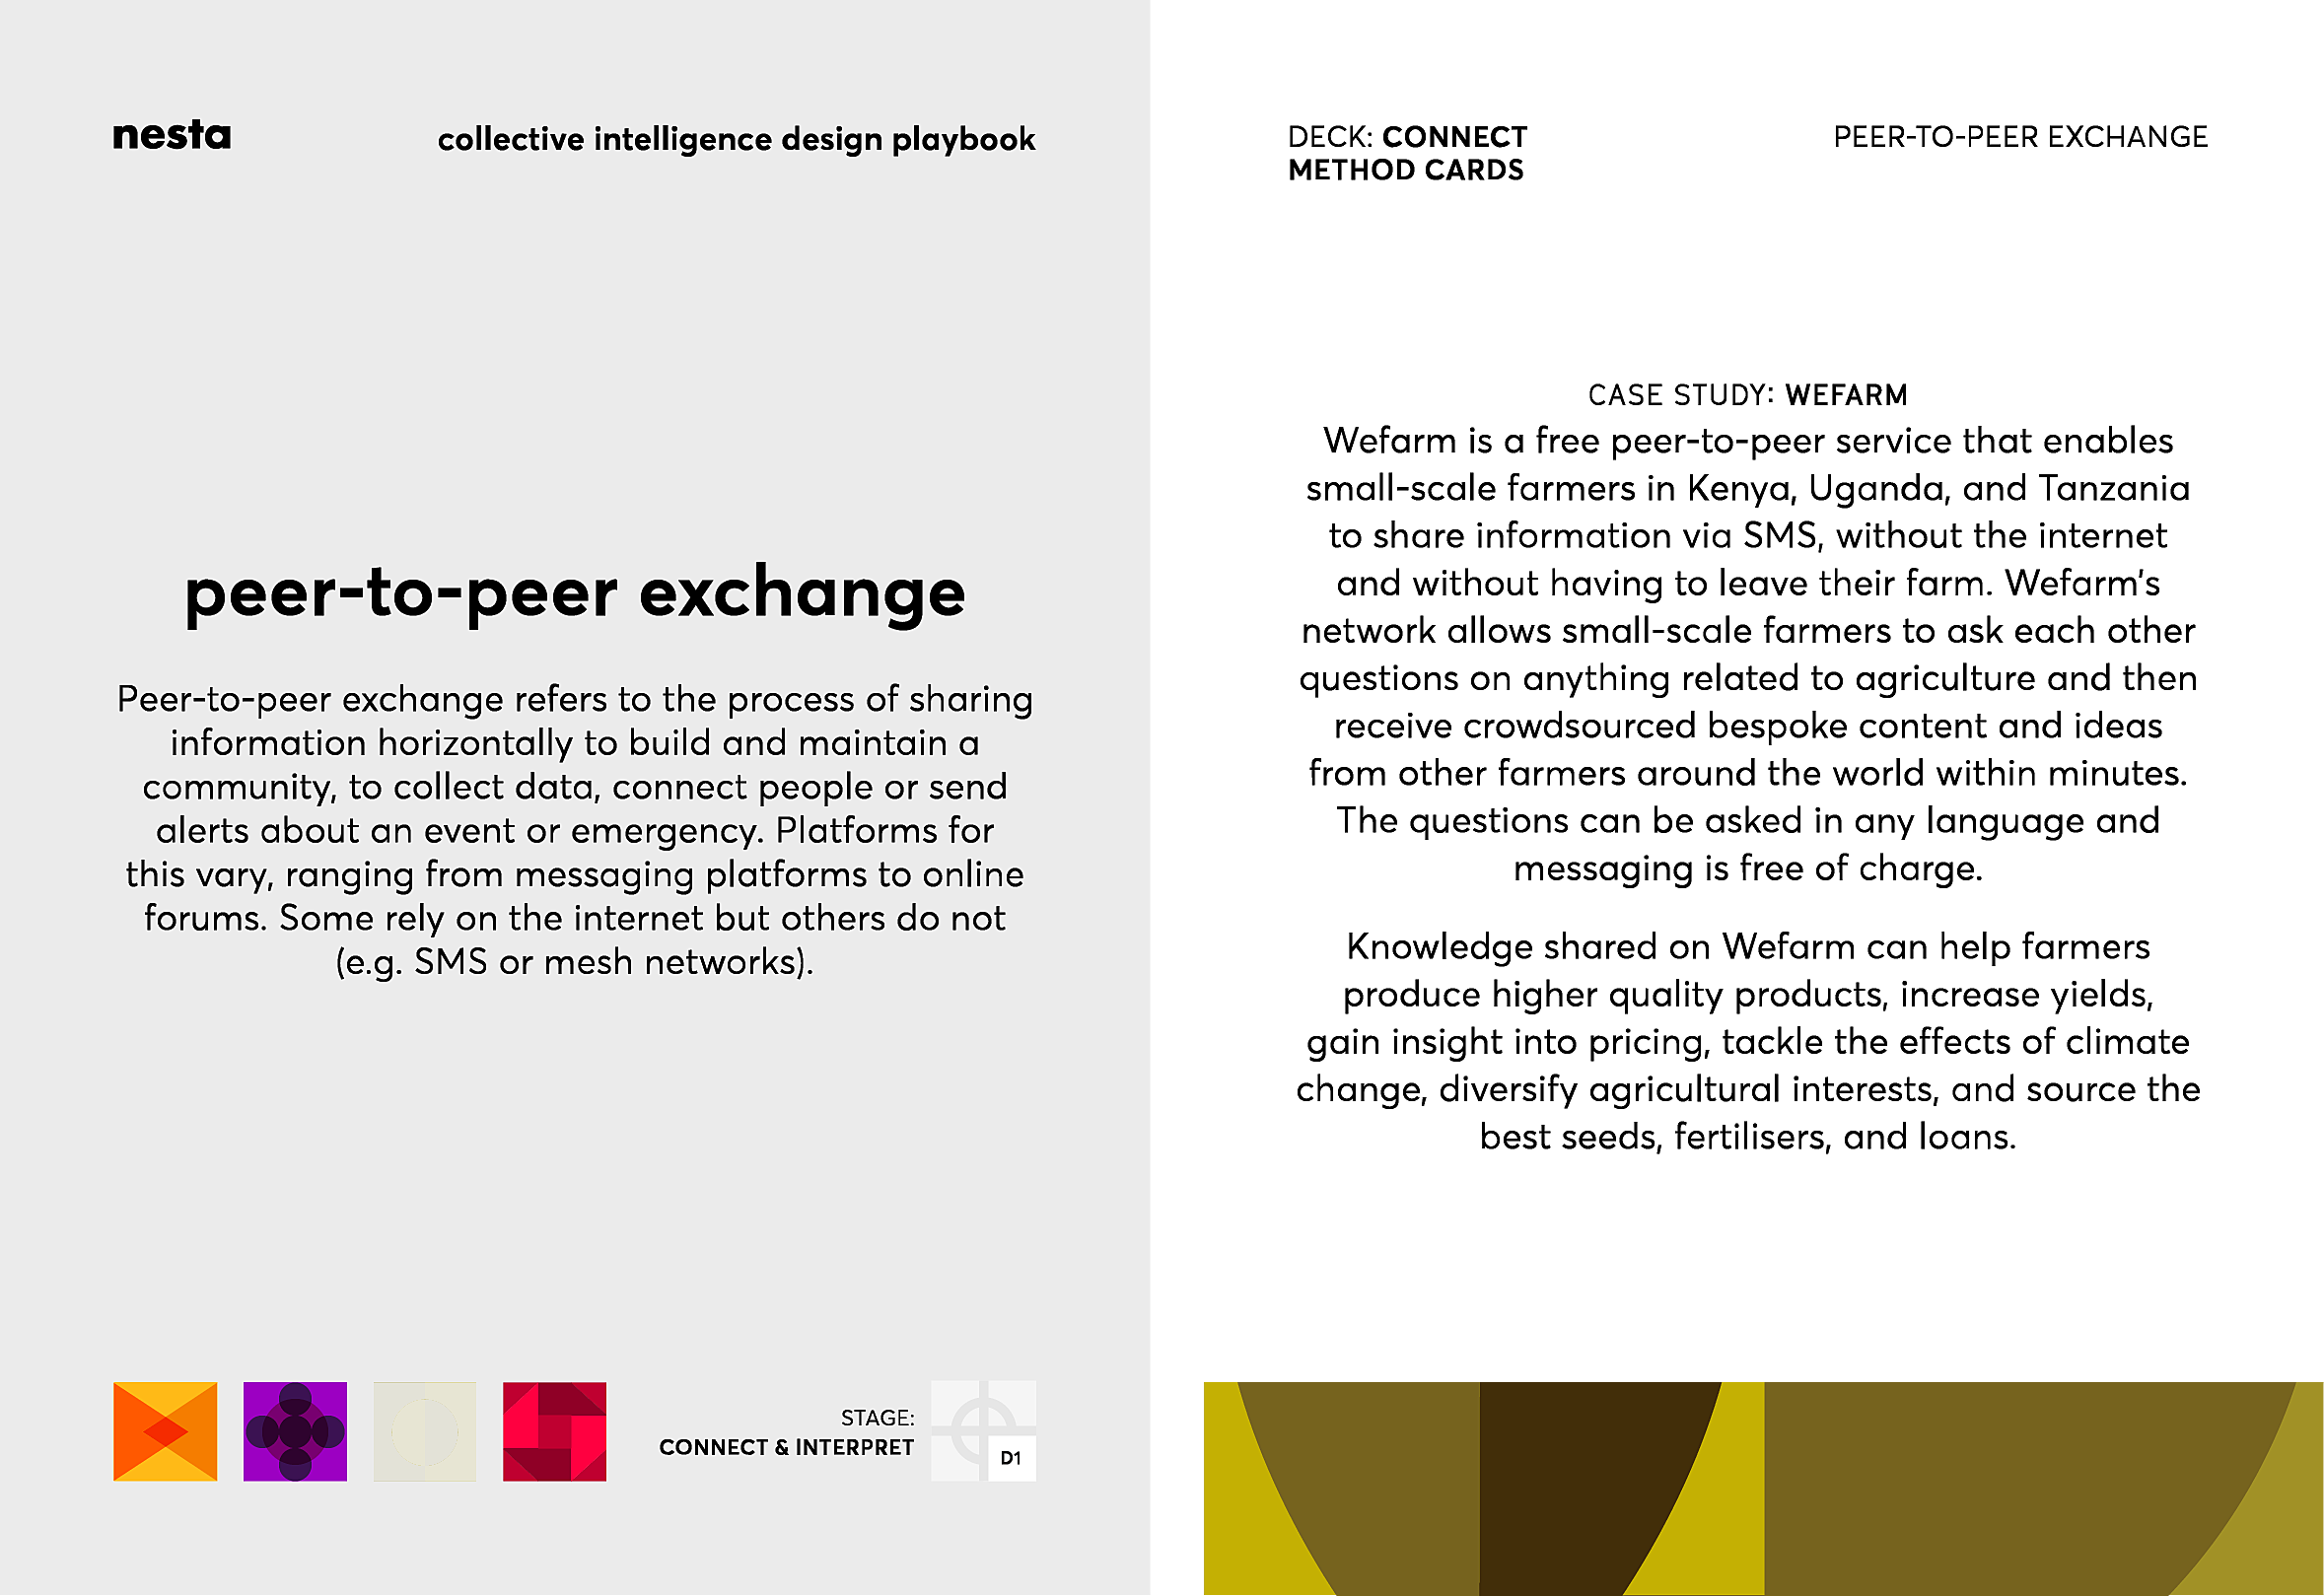 nesta
collective intelligence design playbook
peer-to-peer exchange
Peer-to-peer exchange refers to the process of sharing
information horizontally to build and maintain a
community, to collect data, connect people or send
alerts about an event or emergency. Platforms for
this vary, ranging from messaging platforms to online
forums. Some rely on the internet but others do not
(e.g. SMS or mesh networks).
STAGE:
CONNECT & INTERPRET
D1
DECK: CONNECT
METHOD CARDS
PEER-TO-PEER EXCHANGE
CASE STUDY: WEFARM
Wefarm is a free peer-to-peer service that enables
small-scale farmers in Kenya, Uganda, and Tanzania
to share information via SMS, without the internet
and without having to leave their farm. Wefarm's
network allows small-scale farmers to ask each other
questions on anything related to agriculture and then
receive crowdsourced bespoke content and ideas
from other farmers around the world within minutes.
The questions can be asked in any language and
messaging is free of charge.
Knowledge shared on Wefarm can help farmers
produce higher quality products, increase yields,
gain insight into pricing, tackle the effects of climate
change, diversify agricultural interests, and source the
best seeds, fertilisers, and loans.